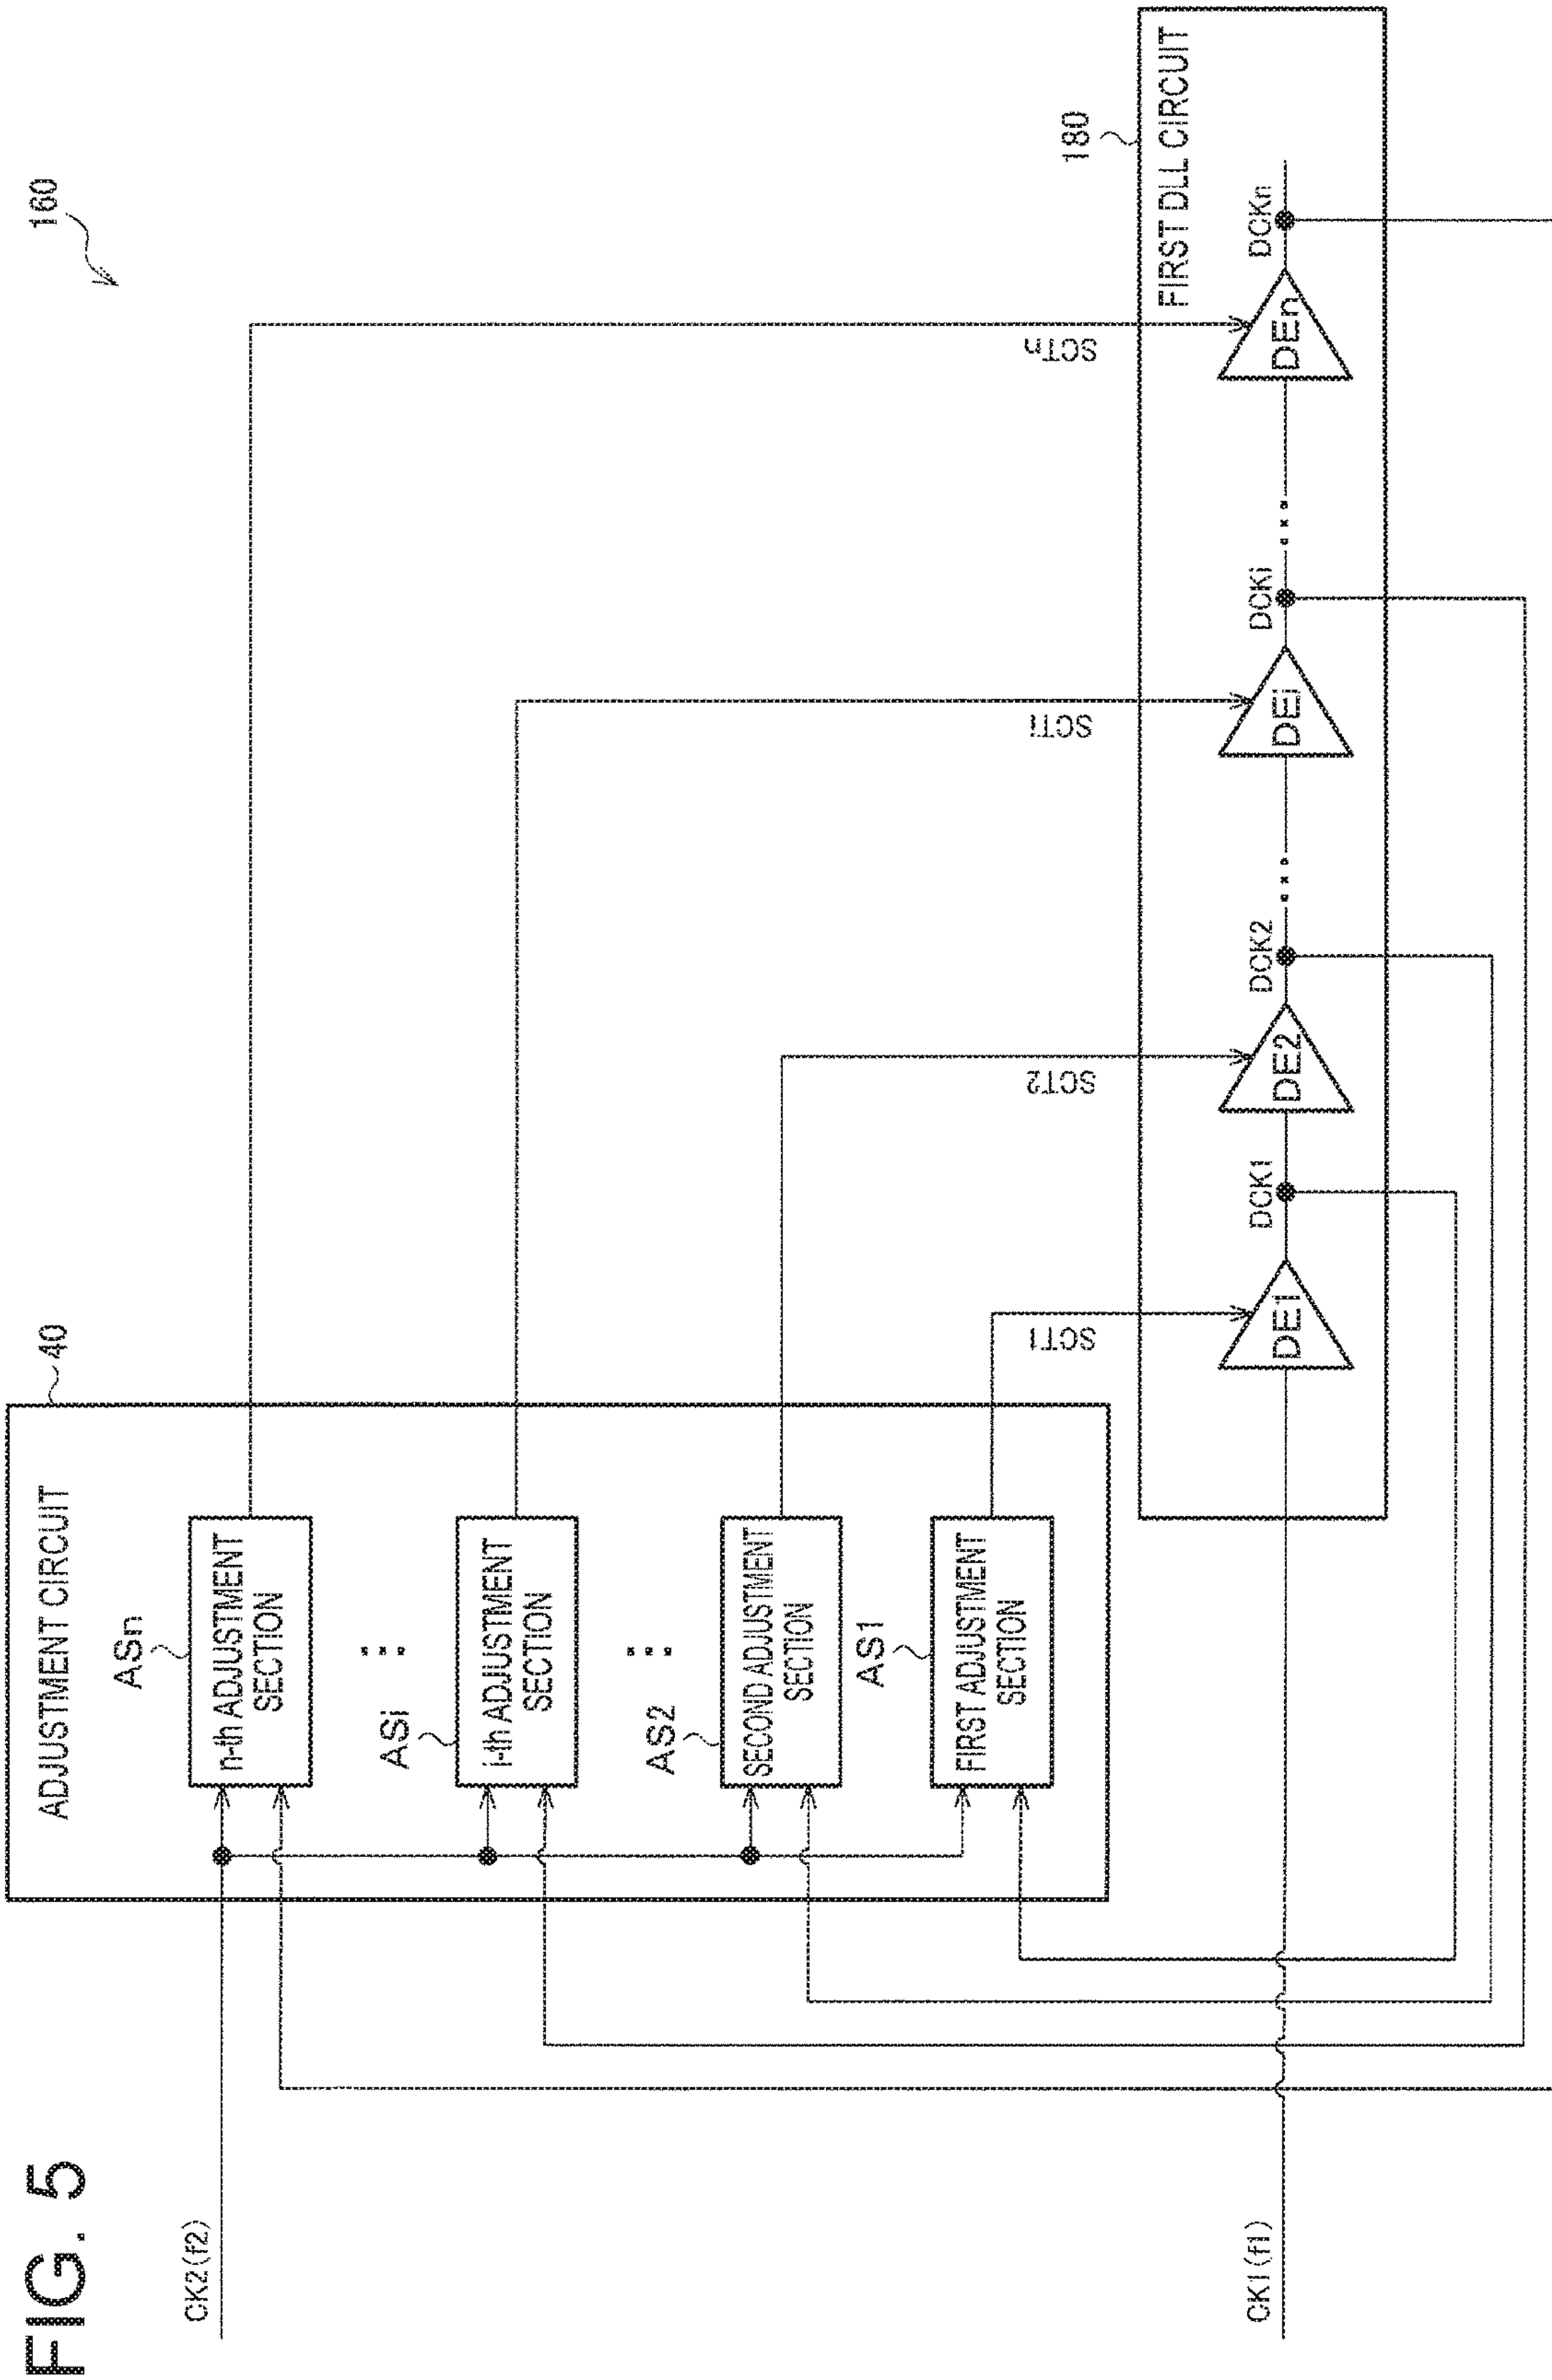 FIG. 5
160
ADJUSTMENT CIRCUIT
40
CK2(f2)
ASn
n-th ADJUSTMENT
SECTION
ASi
i-th ADJUSTMENT
SECTION
AS2
SECOND ADJUSTMENT
SECTION
AS1
FIRST ADJUSTMENT
SECTION
SCT1
SCT2
SCTi
SCTn
180
FIRST DLL CIRCUIT
CK1(f1)
DE1
DCK1
DE2
DCK2
DEi
DCKi
DEn
DCKn